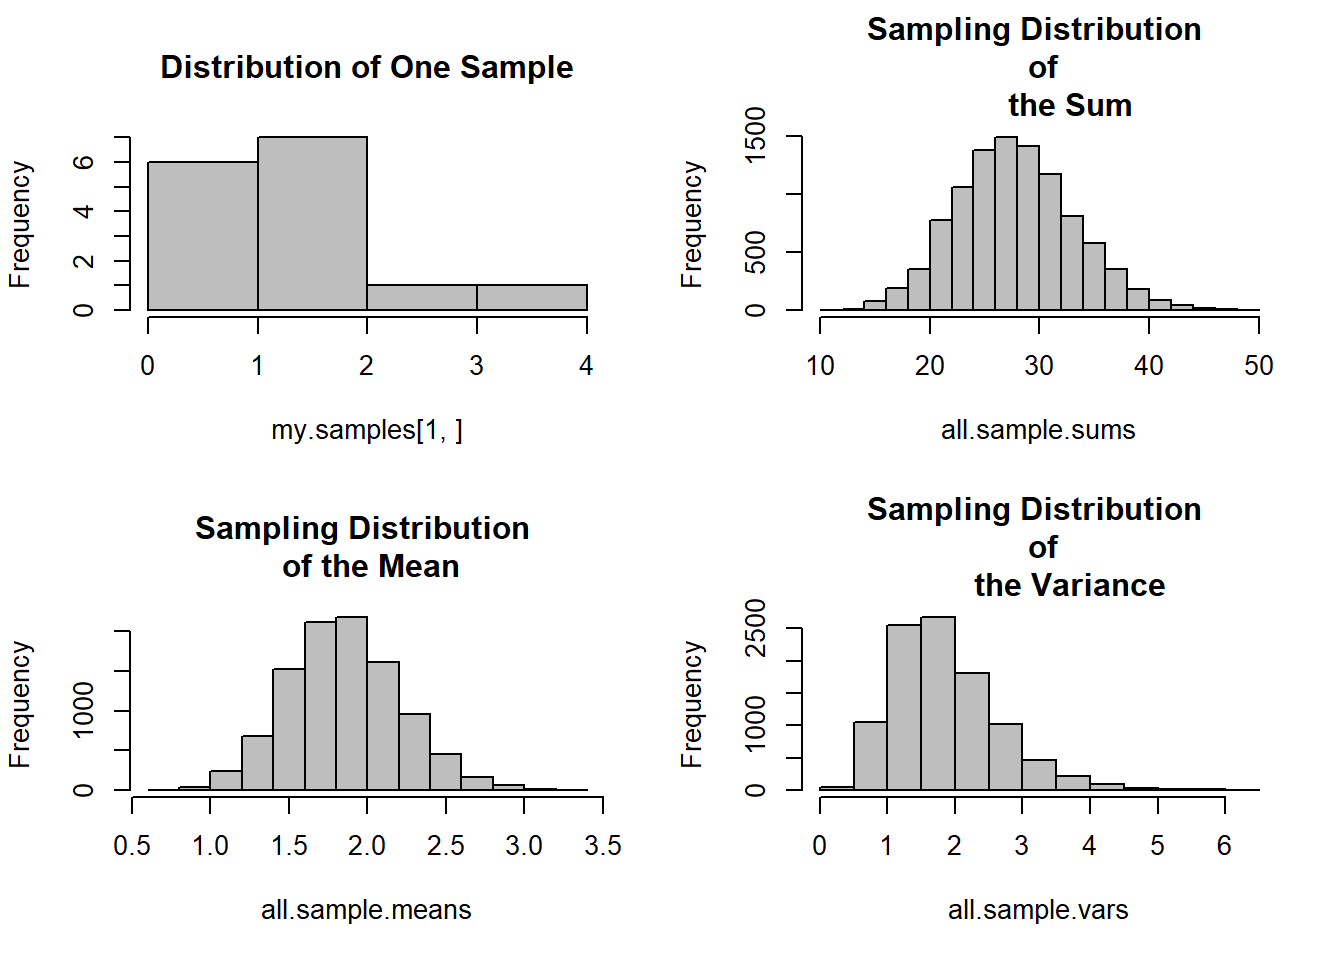 Distribution of One Sample
Frequency
0 2 4 6
0 1 2 3 4
my.samples[1, ]
Sampling Distribution
of
the Sum
Frequency
0 500 1500
10 20 30 40 50
all.sample.sums
Sampling Distribution
of the Mean
Frequency
0 1000
0.5 1.0 1.5 2.0 2.5 3.0 3.5
all.sample.means
Sampling Distribution
of
the Variance
Frequency
0 1000 2500
0 1 2 3 4 5 6
all.sample.vars